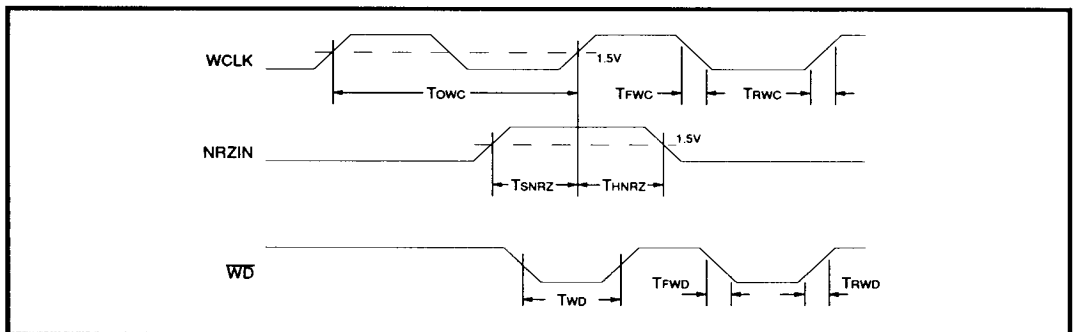 WCLK
1.5V
TOWC
TFWC
TRWC
NRZIN
1.5V
TSNRZ
THNRZ
WD
TWD
TFWD
TRWD